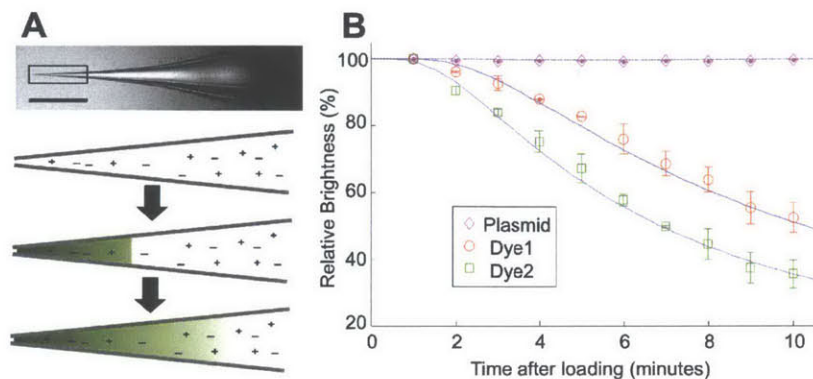 A
B
100
80
60
40
20
Relative Brightness (%)
Plasmid
Dye1
Dye2
0
2
4
6
8
10
Time after loading (minutes)